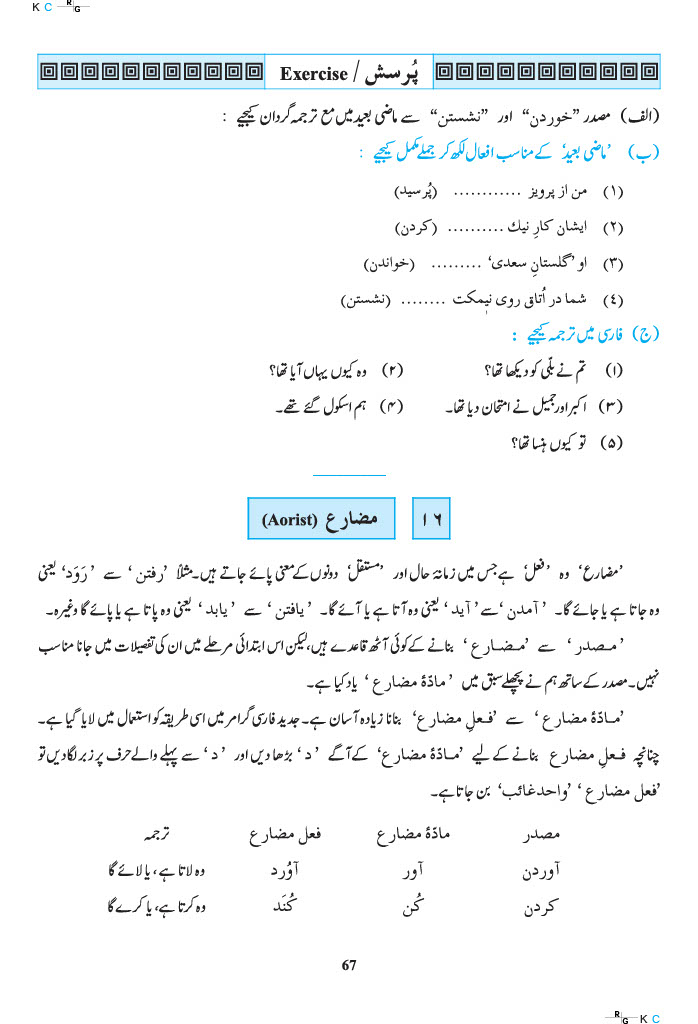 K C RG
پُرسش / Exercise
(الف) مصدر ”خوردن“ اور ”نشستن“ سے ماضی بعید میں مع ترجمہ گردان کیجیے :
(ب) ’ماضی بعید‘ کے مناسب افعال لکھ کر جملے مکمل کیجیے :
(۱) من از پرویز ............ (پُرسید)
(۲) ایشان کارِ نیك .......... (کردن)
(۳) او ’گلستانِ سعدی‘ ......... (خواندن)
(٤) شما در اُتاقی روی نیمکت ........ (نشستن)
(ج) فارسی میں ترجمہ کیجیے :
(۱) تم نے بلّی کو دیکھا تھا؟ (۲) وہ کیوں یہاں آیا تھا؟
(۳) اکبر اور جمیل نے امتحان دیا تھا۔ (۴) ہم اسکول گئے تھے۔
(۵) تو کیوں ہنسا تھا؟
۱۶ مضارع (Aorist)
’مضارع‘ وہ ’فعل‘ ہے جس میں زمانۂ حال اور ’مستقل‘ دونوں کے معنی پائے جاتے ہیں۔ مثلاً ’رفتن‘ سے ’رَوَد‘ یعنی
وہ جاتا ہے یا جائے گا۔ ’آمدن‘ سے ’آید‘ یعنی وہ آتا ہے یا آئے گا۔ ’یافتن‘ سے ’یابد‘ یعنی وہ پاتا ہے یا پائے گا وغیرہ۔
’مصدر‘ سے ’مضارع‘ بنانے کے کوئی آٹھ قاعدے ہیں، لیکن اس ابتدائی مرحلے میں ان کی تفصیلات میں جانا مناسب
نہیں۔ مصدر کے ساتھ ہم نے پچھلے سبق میں ’مادّۂ مضارع‘ یاد کیا ہے۔
’مادّۂ مضارع‘ سے ’فعلِ مضارع‘ بنانا زیادہ آسان ہے۔ جدید فارسی گرامر میں اسی طریقہ کو استعمال میں لایا گیا ہے۔
چنانچہ فعلِ مضارع بنانے کے لیے ’مادّۂ مضارع‘ کے آگے ’د‘ بڑھا دیں اور ’د‘ سے پہلے والے حرف پر زبر لگا دیں تو
’فعل مضارع‘ ’واحد غائب‘ بن جاتا ہے۔
مصدر مادّۂ مضارع فعل مضارع ترجمہ
آوردن آور آوُرد وہ لاتا ہے، یا لائے گا
کردن کُن کُنَد وہ کرتا ہے، یا کرے گا
67
RG K C